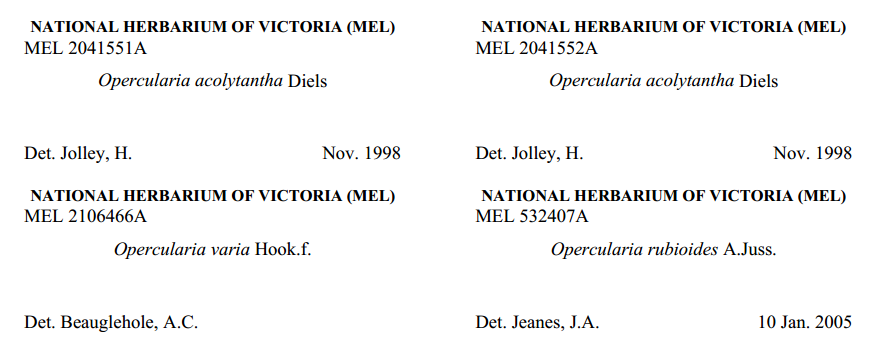 NATIONAL HERBARIUM OF VICTORIA (MEL)
MEL 2041551A
Opercularia acolytantha Diels
Det. Jolley, H. Nov. 1998
NATIONAL HERBARIUM OF VICTORIA (MEL)
MEL 2041552A
Opercularia acolytantha Diels
Det. Jolley, H. Nov. 1998
NATIONAL HERBARIUM OF VICTORIA (MEL)
MEL 2106466A
Opercularia varia Hook.f.
Det. Beauglehole, A.C.
NATIONAL HERBARIUM OF VICTORIA (MEL)
MEL 532407A
Opercularia rubioides A.Juss.
Det. Jeanes, J.A. 10 Jan. 2005